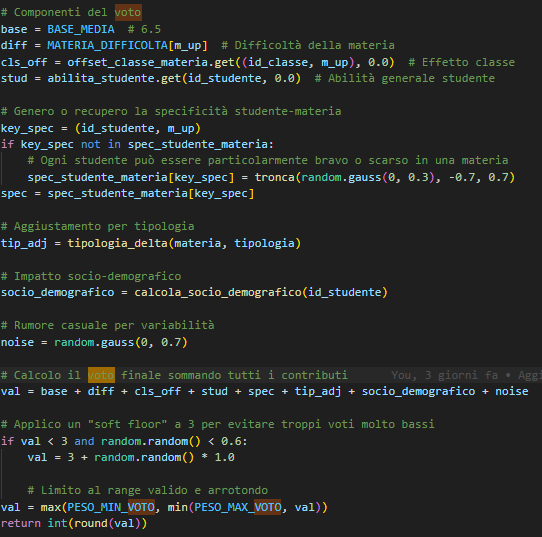 # Componenti del voto
base = BASE_MEDIA  # 6.5
diff = MATERIA_DIFFICOLTA[m_up]  # Difficoltà della materia
cls_off = offset_classe_materia.get((id_classe, m_up), 0.0)  # Effetto classe
stud = abilita_studente.get(id_studente, 0.0)  # Abilità generale studente
# Genero o recupero la specificità studente-materia
key_spec = (id_studente, m_up)
if key_spec not in spec_studente_materia:
    # Ogni studente può essere particolarmente bravo o scarso in una materia
    spec_studente_materia[key_spec] = tronca(random.gauss(0, 0.3), -0.7, 0.7)
spec = spec_studente_materia[key_spec]
# Aggiustamento per tipologia
tip_adj = tipologia_delta(materia, tipologia)
# Impatto socio-demografico
socio_demografico = calcola_socio_demografico(id_studente)
# Rumore casuale per variabilità
noise = random.gauss(0, 0.7)
# Calcolo il voto finale sommando tutti i contributi     You, 3 giorni fa • Aggi
val = base + diff + cls_off + stud + spec + tip_adj + socio_demografico + noise
# Applico un "soft floor" a 3 per evitare troppi voti molto bassi
if val < 3 and random.random() < 0.6:
    val = 3 + random.random() * 1.0
    # Limito al range valido e arrotondo
val = max(PESO_MIN_VOTO, min(PESO_MAX_VOTO, val))
return int(round(val))